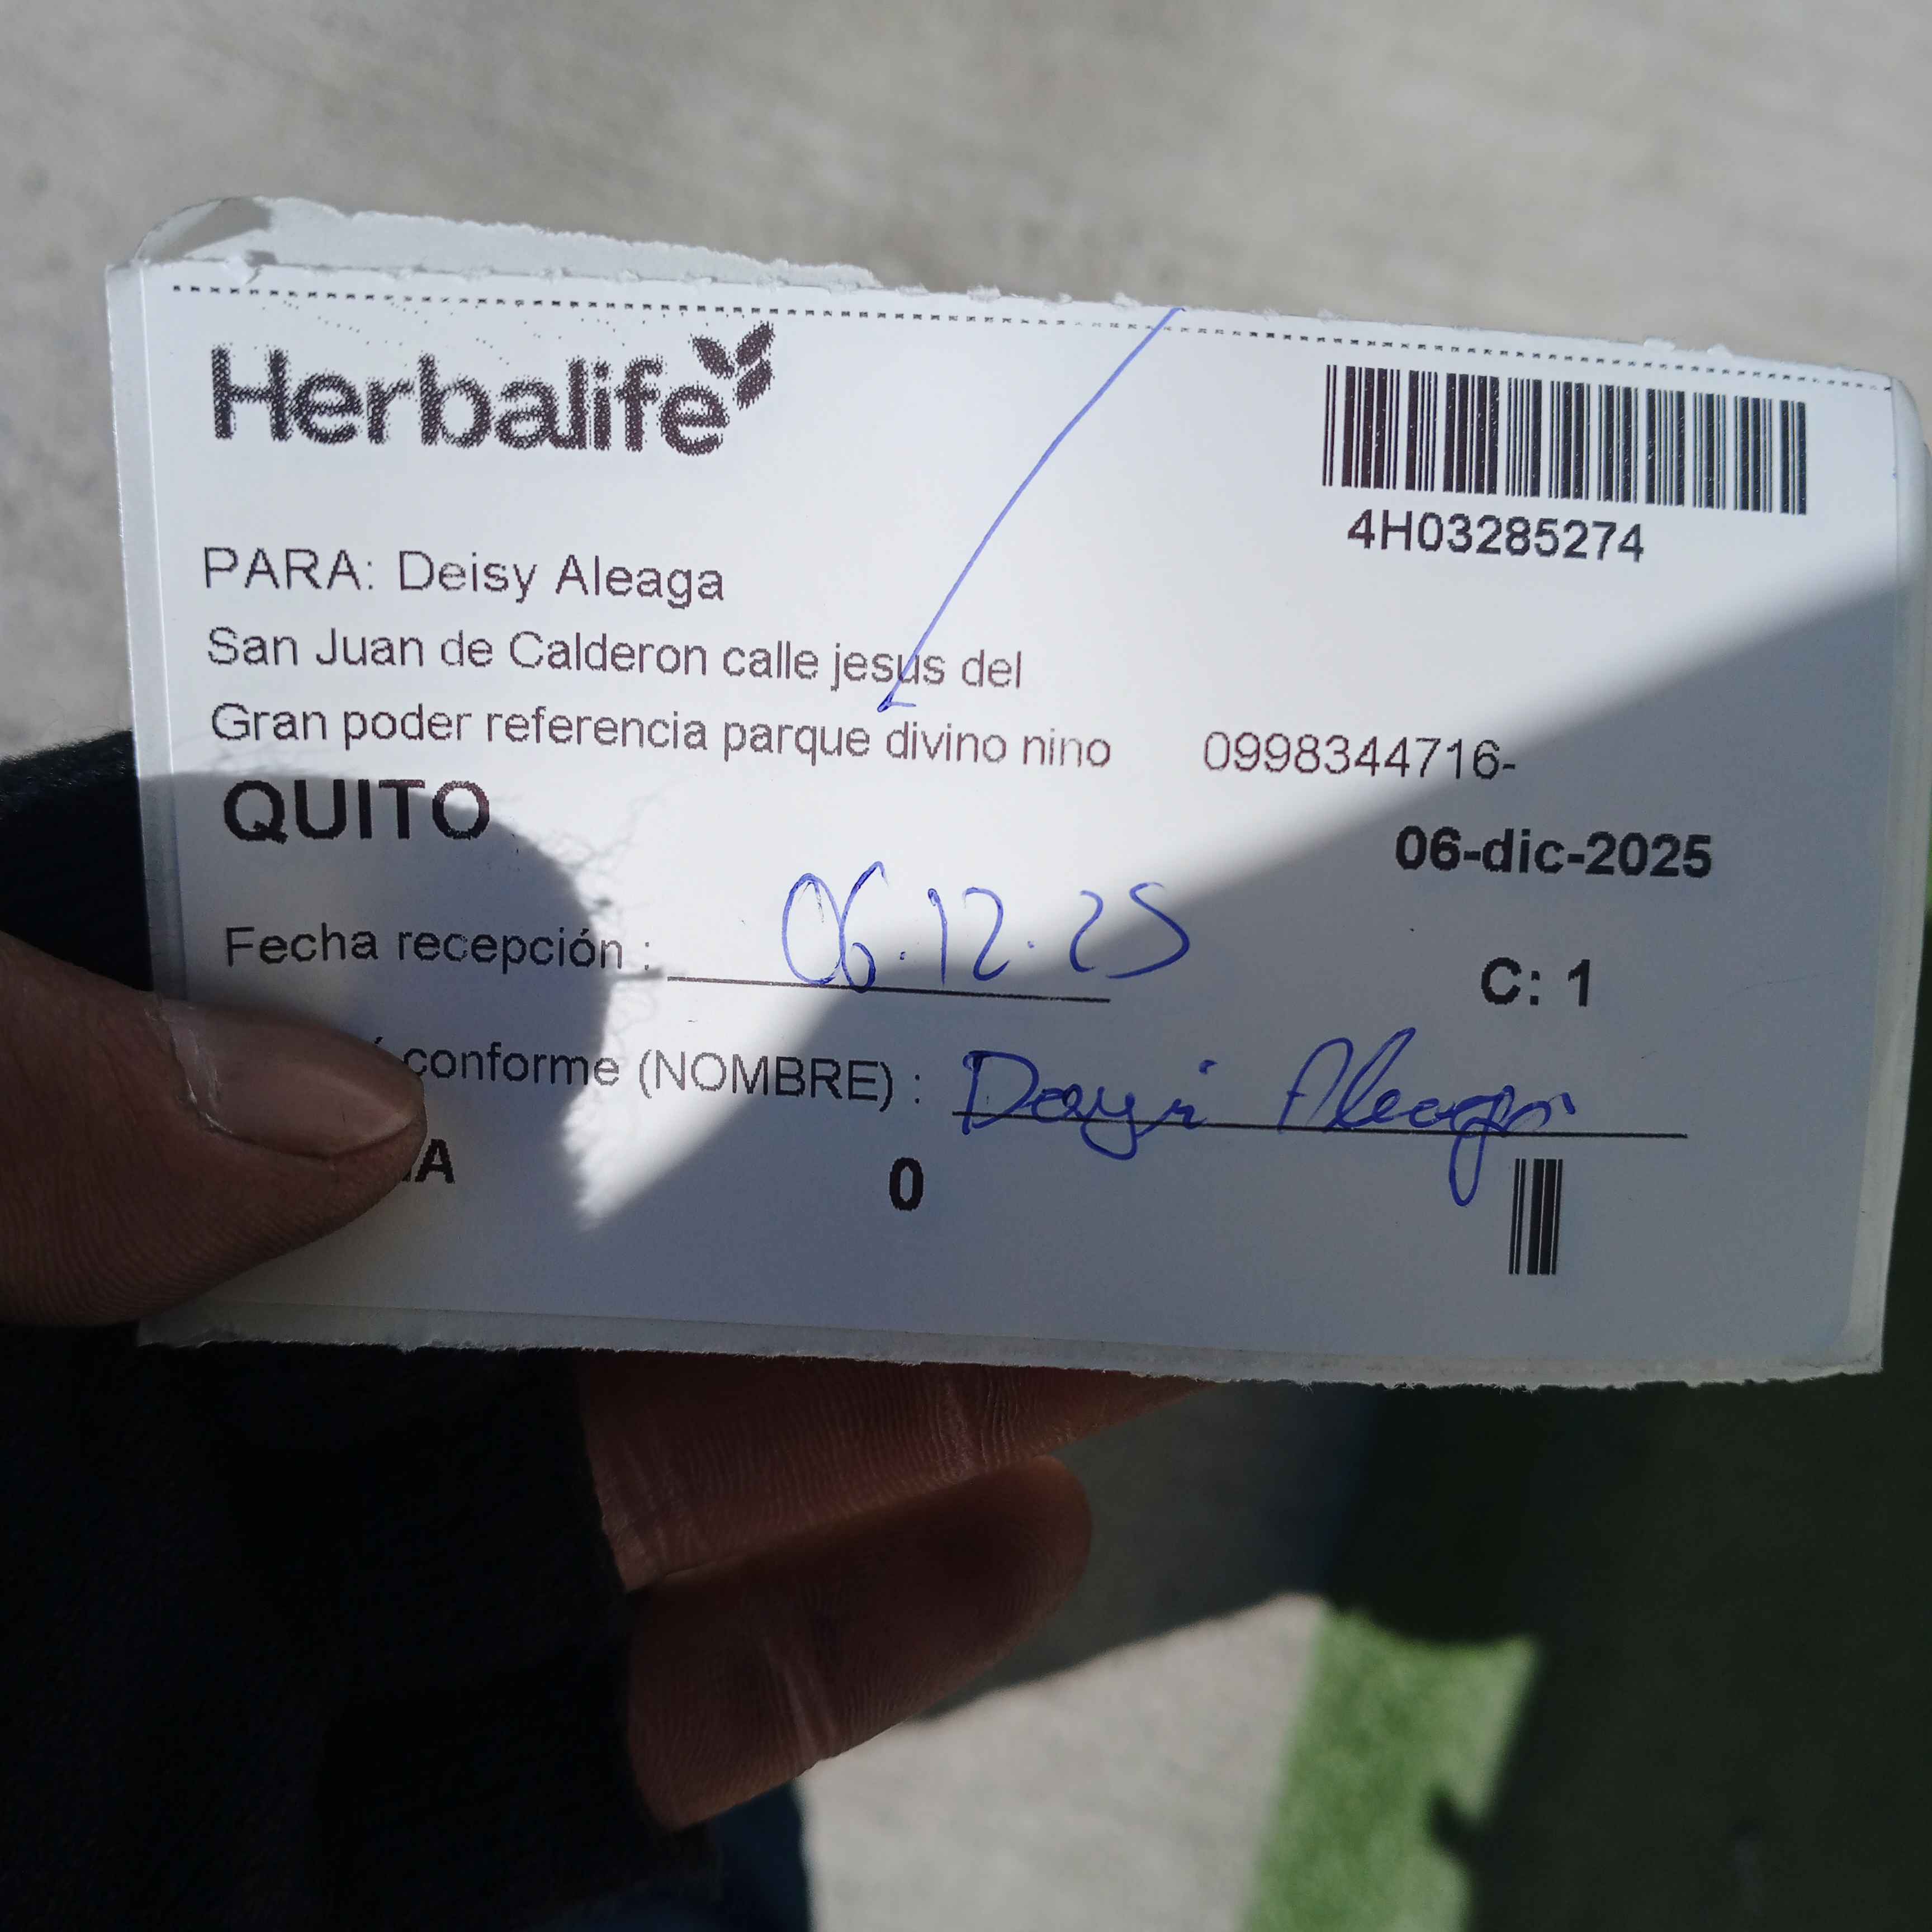 Herbalife
4H03285274
PARA: Deisy Aleaga
San Juan de Calderon calle jesus del
Gran poder referencia parque divino nino 0998344716-
QUITO
06-dic-2025
Fecha recepción : 06.12.25
C: 1
conforme (NOMBRE) : Aleaga
0